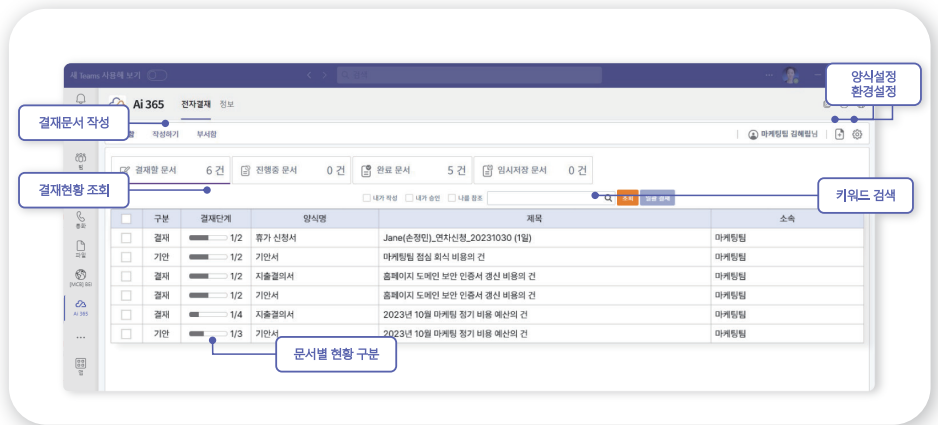 새 Teams 사용해 보기
검색
양식설정
환경설정
Ai 365 전자결재 정보
결재문서 작성
작성하기 부서함
마케팅팀 김혜람님
팀
결재할 문서 6 건 진행중 문서 0 건 완료 문서 5 건 임시저장 문서 0 건
결재현황 조회
키워드 검색
내가 작성 내가 승인 나를 참조 조회
통화
구분 결재단계 양식명 제목 소속
결재 1/2 휴가 신청서 Jane(손정민)_연차신청_20231030 (1일) 마케팅팀
파일
기안 1/2 기안서 마케팅팀 점심 회식 비용의 건 마케팅팀
결재 1/2 지출결의서 홈페이지 도메인 보안 인증서 갱신 비용의 건 마케팅팀
결재 1/2 기안서 홈페이지 도메인 보안 인증서 갱신 비용의 건 마케팅팀
Ai 365
결재 1/4 지출결의서 2023년 10월 마케팅 정기 비용 예산의 건 마케팅팀
기안 1/3 기안서 2023년 10월 마케팅 정기 비용 예산의 건 마케팅팀
문서별 현황 구분
앱